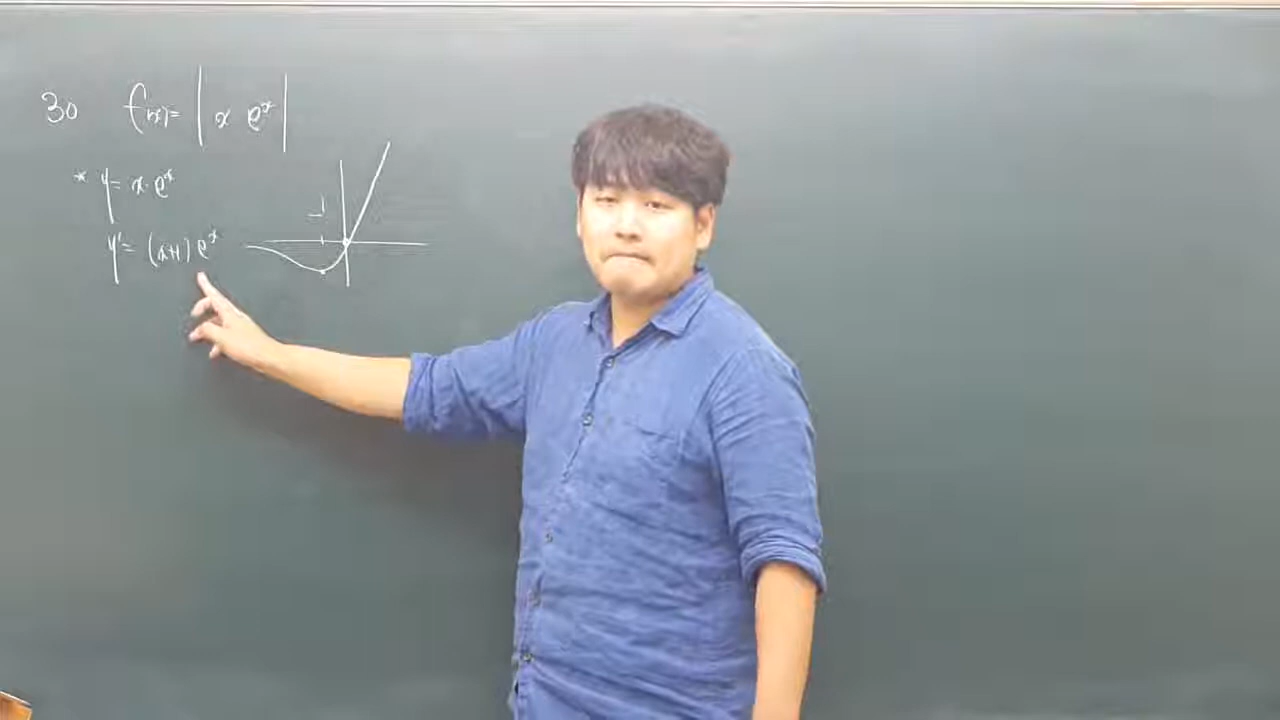 30 f(x)= | x e^x |
* y= x·e^x
y'= (x+1) e^x
-1